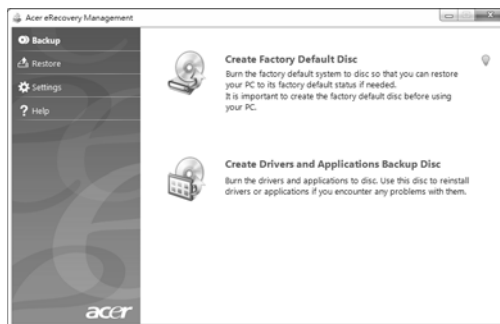 Acer eRecovery Management
Backup
Restore
Settings
Help
Create Factory Default Disc
Burn the factory default system to disc so that you can restore
your PC to its factory default status if needed.
It is important to create the factory default disc before using
your PC.
Create Drivers and Applications Backup Disc
Burn the drivers and applications to disc. Use this disc to reinstall
drivers or applications if you encounter any problems with them.
acer